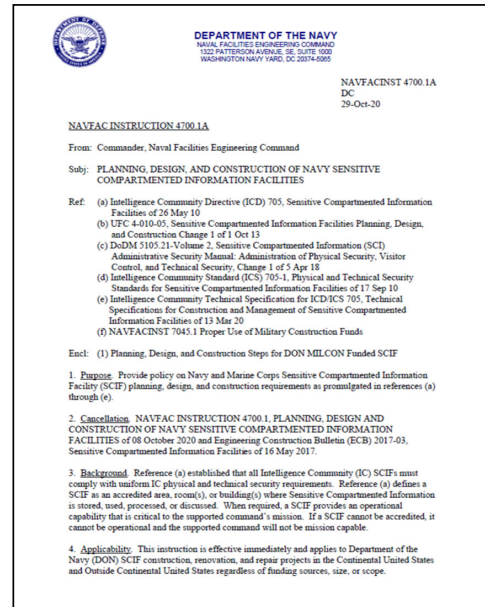 DEPARTMENT OF THE NAVY
NAVAL FACILITIES ENGINEERING COMMAND
1322 PATTERSON AVENUE, SE, SUITE 1000
WASHINGTON NAVY YARD, DC 20374-5065
NAVFACINST 4700.1A
DC
29-Oct-20
NAVFAC INSTRUCTION 4700.1A
From: Commander, Naval Facilities Engineering Command
Subj: PLANNING, DESIGN, AND CONSTRUCTION OF NAVY SENSITIVE
COMPARTMENTED INFORMATION FACILITIES
Ref: (a) Intelligence Community Directive (ICD) 705, Sensitive Compartmented Information
Facilities of 26 May 10
(b) UFC 4-010-05, Sensitive Compartmented Information Facilities Planning, Design,
and Construction Change 1 of 1 Oct 13
(c) DoDM 5105.21-Volume 2, Sensitive Compartmented Information (SCI)
Administrative Security Manual: Administration of Physical Security, Visitor
Control, and Technical Security, Change 1 of 5 Apr 18
(d) Intelligence Community Standard (ICS) 705-1, Physical and Technical Security
Standards for Sensitive Compartmented Information Facilities of 17 Sep 10
(e) Intelligence Community Technical Specification for ICD/ICS 705, Technical
Specifications for Construction and Management of Sensitive Compartmented
Information Facilities of 13 Mar 20
(f) NAVFACINST 7045.1 Proper Use of Military Construction Funds
Encl: (1) Planning, Design, and Construction Steps for DON MILCON Funded SCIF
1. Purpose. Provide policy on Navy and Marine Corps Sensitive Compartmented Information
Facility (SCIF) planning, design, and construction requirements as promulgated in references (a)
through (e).
2. Cancellation. NAVFAC INSTRUCTION 4700.1, PLANNING, DESIGN AND
CONSTRUCTION OF NAVY SENSITIVE COMPARTMENTED INFORMATION
FACILITIES of 08 October 2020 and Engineering Construction Bulletin (ECB) 2017-03,
Sensitive Compartmented Information Facilities of 16 May 2017.
3. Background. Reference (a) established that all Intelligence Community (IC) SCIFs must
comply with uniform IC physical and technical security requirements. Reference (a) defines a
SCIF as an accredited area, room(s), or building(s) where Sensitive Compartmented Information
is stored, used, processed, or discussed. When required, a SCIF provides an operational
capability that is critical to the supported command's mission. If a SCIF cannot be accredited, it
cannot be operational and the supported command will not be mission capable.
4. Applicability. This instruction is effective immediately and applies to Department of the
Navy (DON) SCIF construction, renovation, and repair projects in the Continental United States
and Outside Continental United States regardless of funding sources, size, or scope.